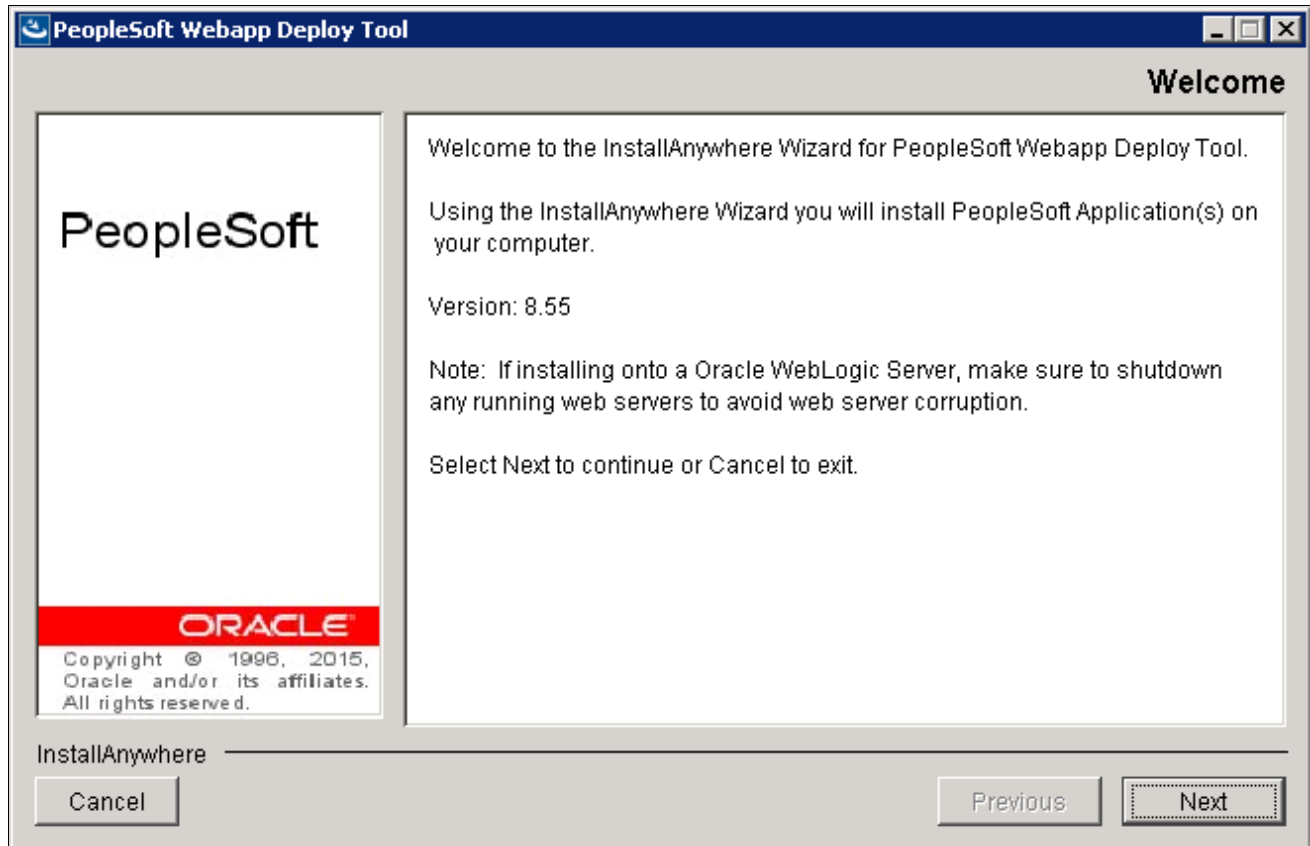 PeopleSoft Webapp Deploy Tool
Welcome
PeopleSoft
Welcome to the InstallAnywhere Wizard for PeopleSoft Webapp Deploy Tool.
Using the InstallAnywhere Wizard you will install PeopleSoft Application(s) on
your computer.
Version: 8.55
Note: If installing onto a Oracle WebLogic Server, make sure to shutdown
any running web servers to avoid web server corruption.
Select Next to continue or Cancel to exit.
ORACLE
Copyright © 1996, 2015,
Oracle and/or its affiliates.
All rights reserved.
InstallAnywhere
Cancel
Previous
Next